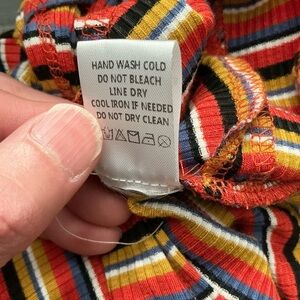 HAND WASH COLD
DO NOT BLEACH
LINE DRY
COOL IRON IF NEEDED
DO NOT DRY CLEAN